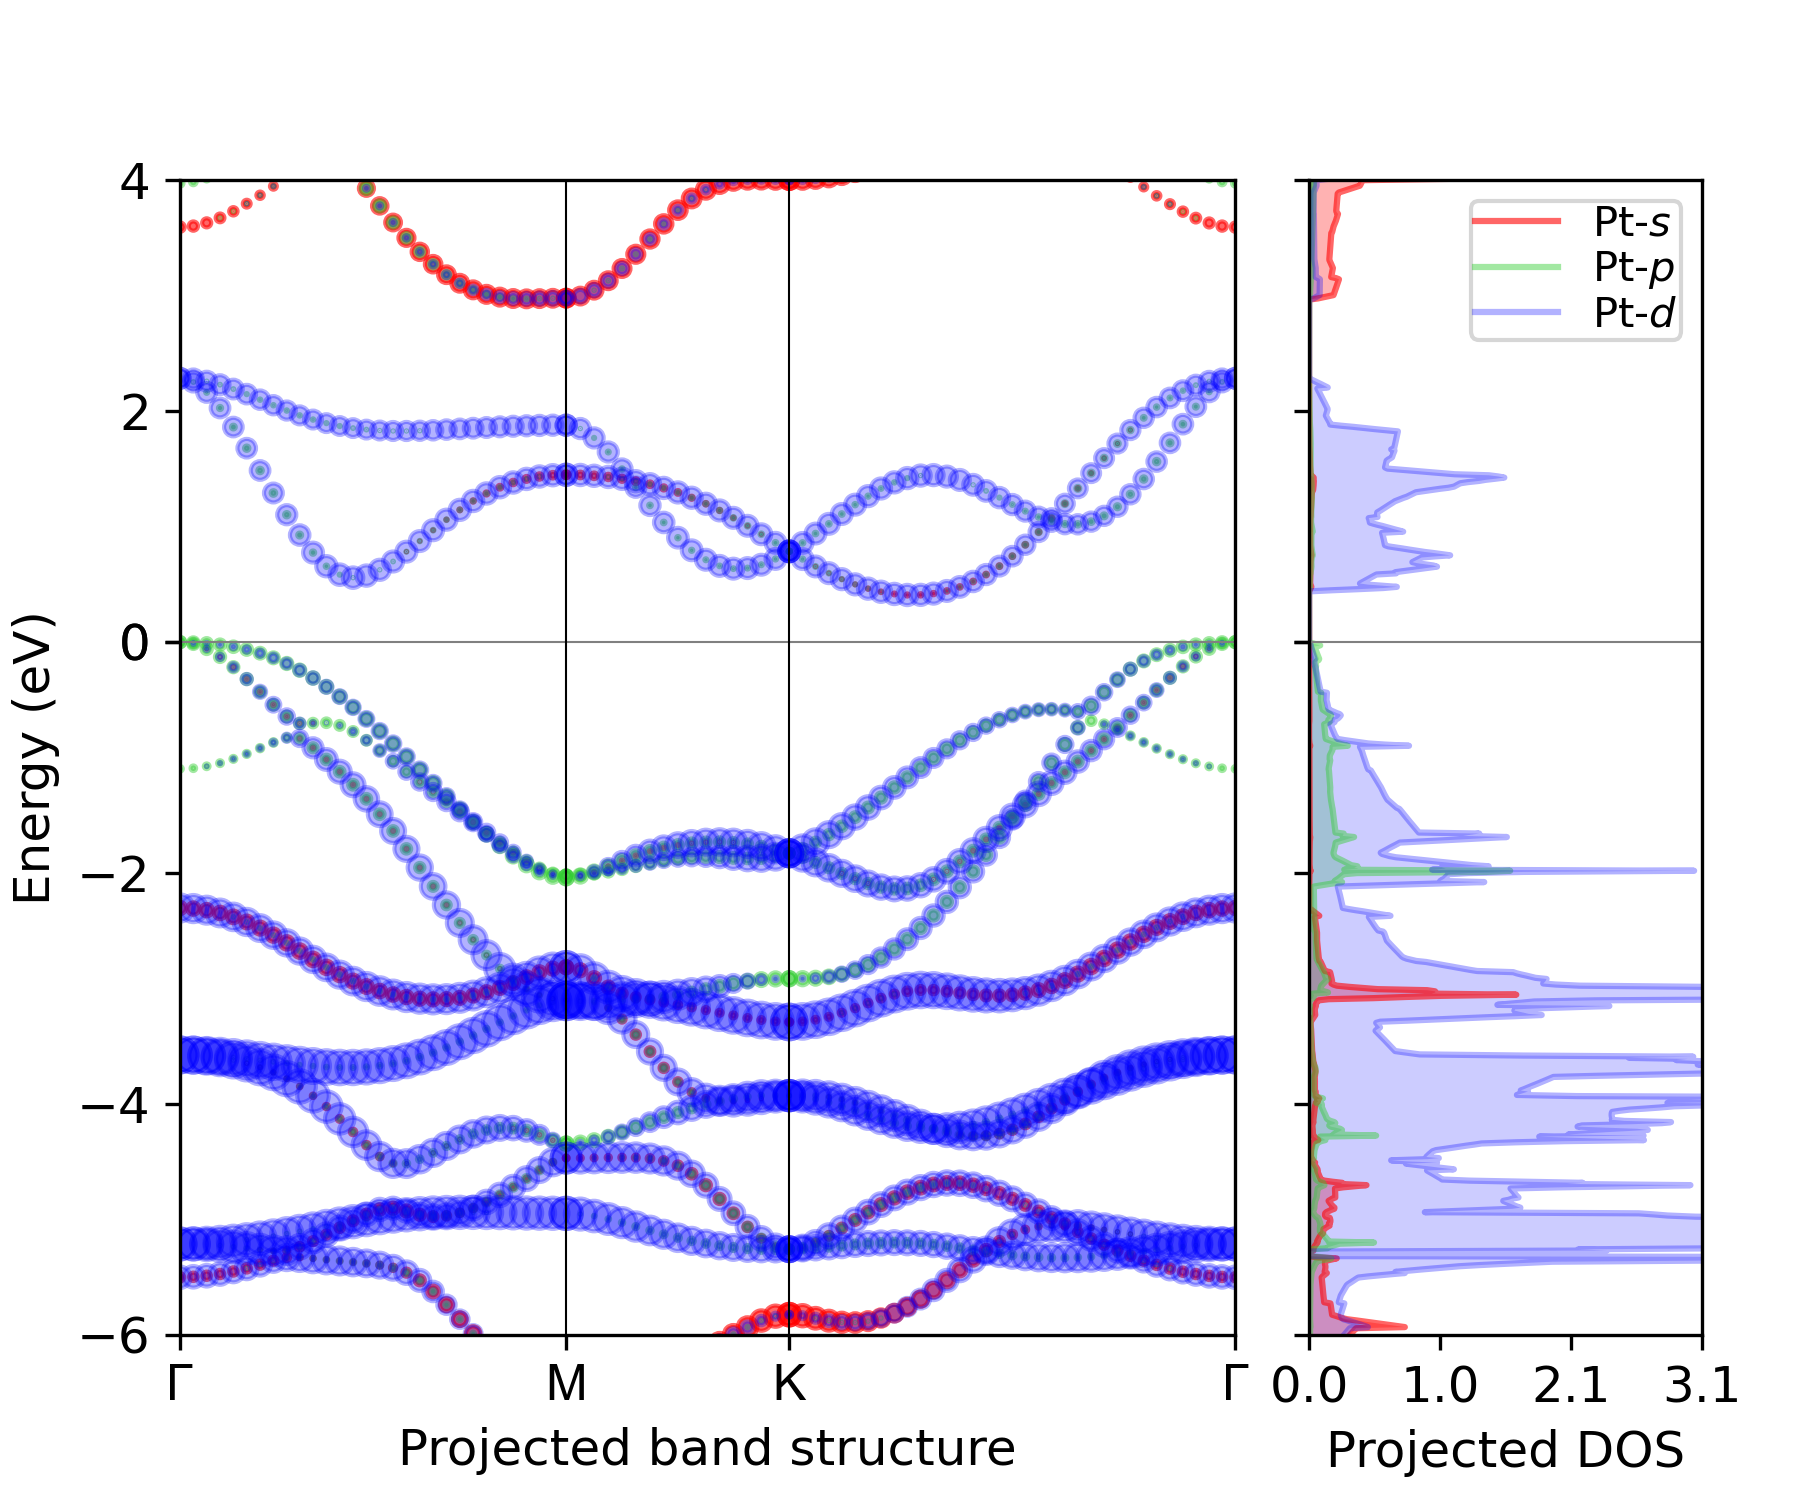 Energy (eV)
4
2
0
−2
−4
−6
Γ
M
K
Γ
Projected band structure
Pt-s
Pt-p
Pt-d
0.0
1.0
2.1
3.1
Projected DOS